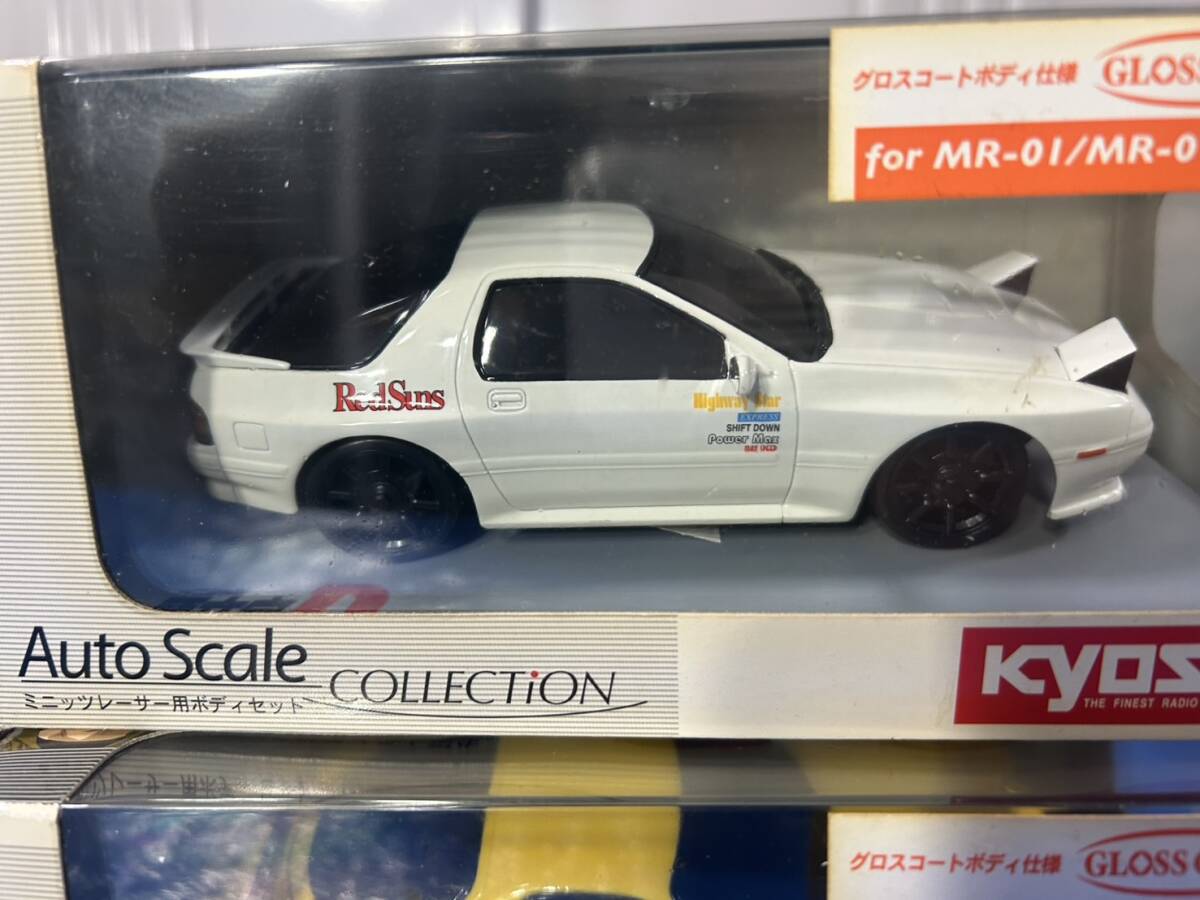 グロスコートボディ仕様 GLOSS
for MR-01/MR-0
RedSuns
Highway Star
EXPRESS
SHIFT DOWN
Power Max
D
Auto Scale
COLLECTiON
ミニッツレーサー用ボディセット
KYOS
THE FINEST RADIO
グロスコートボディ仕様 GLOSS